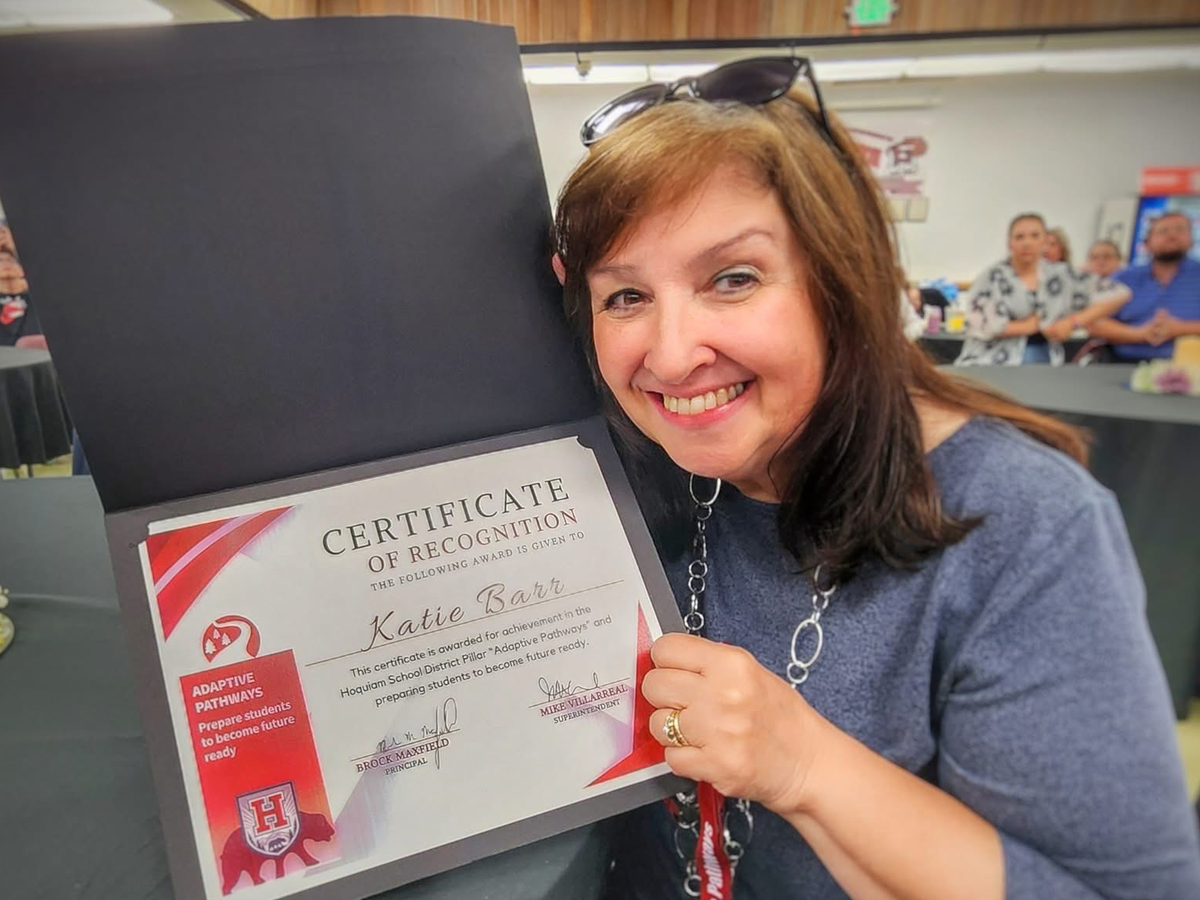 CERTIFICATE
OF RECOGNITION
THE FOLLOWING AWARD IS GIVEN TO
Katie Barr
This certificate is awarded for achievement in the
Hoquiam School District Pillar "Adaptive Pathways" and
preparing students to become future ready.
BROCK MAXFIELD
PRINCIPAL
MIKE VILLARREAL
SUPERINTENDENT
ADAPTIVE
PATHWAYS
Prepare students
to become future
ready
H
Pathways
H